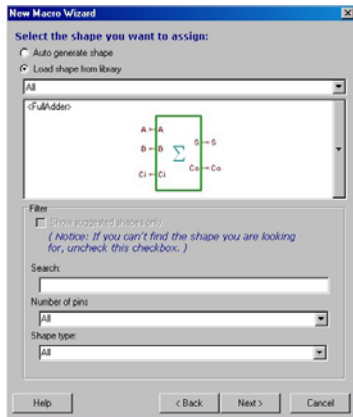 New Macro Wizard
Select the shape you want to assign:
Auto generate shape
Load shape from library
All
<FullAdder>
A A
B B S S
Σ
Ci Ci Co Co
Filter
Show suggested shapes only
( Notice: If you can't find the shape you are looking
for, uncheck this checkbox. )
Search:
Number of pins
All
Shape type:
All
Help < Back Next > Cancel